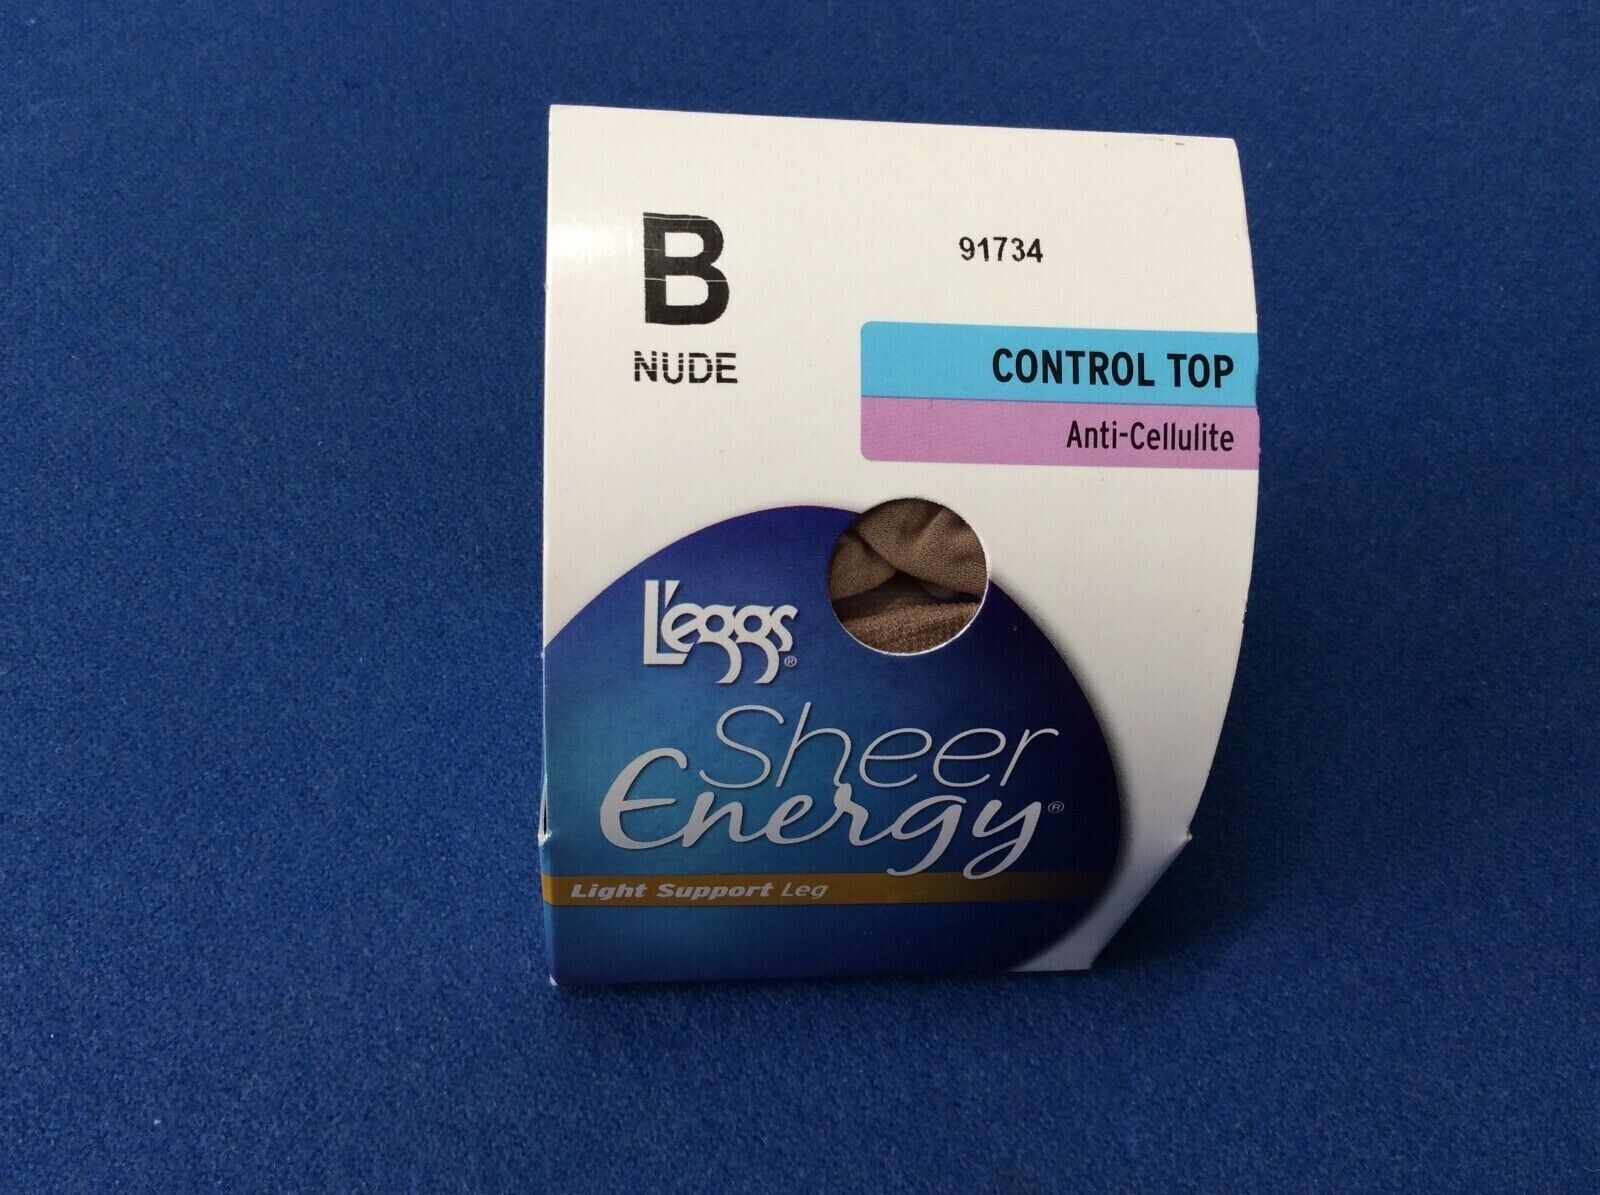 B
91734
NUDE
CONTROL TOP
Anti-Cellulite
L'eggs®
Sheer
Energy®
Light Support Leg